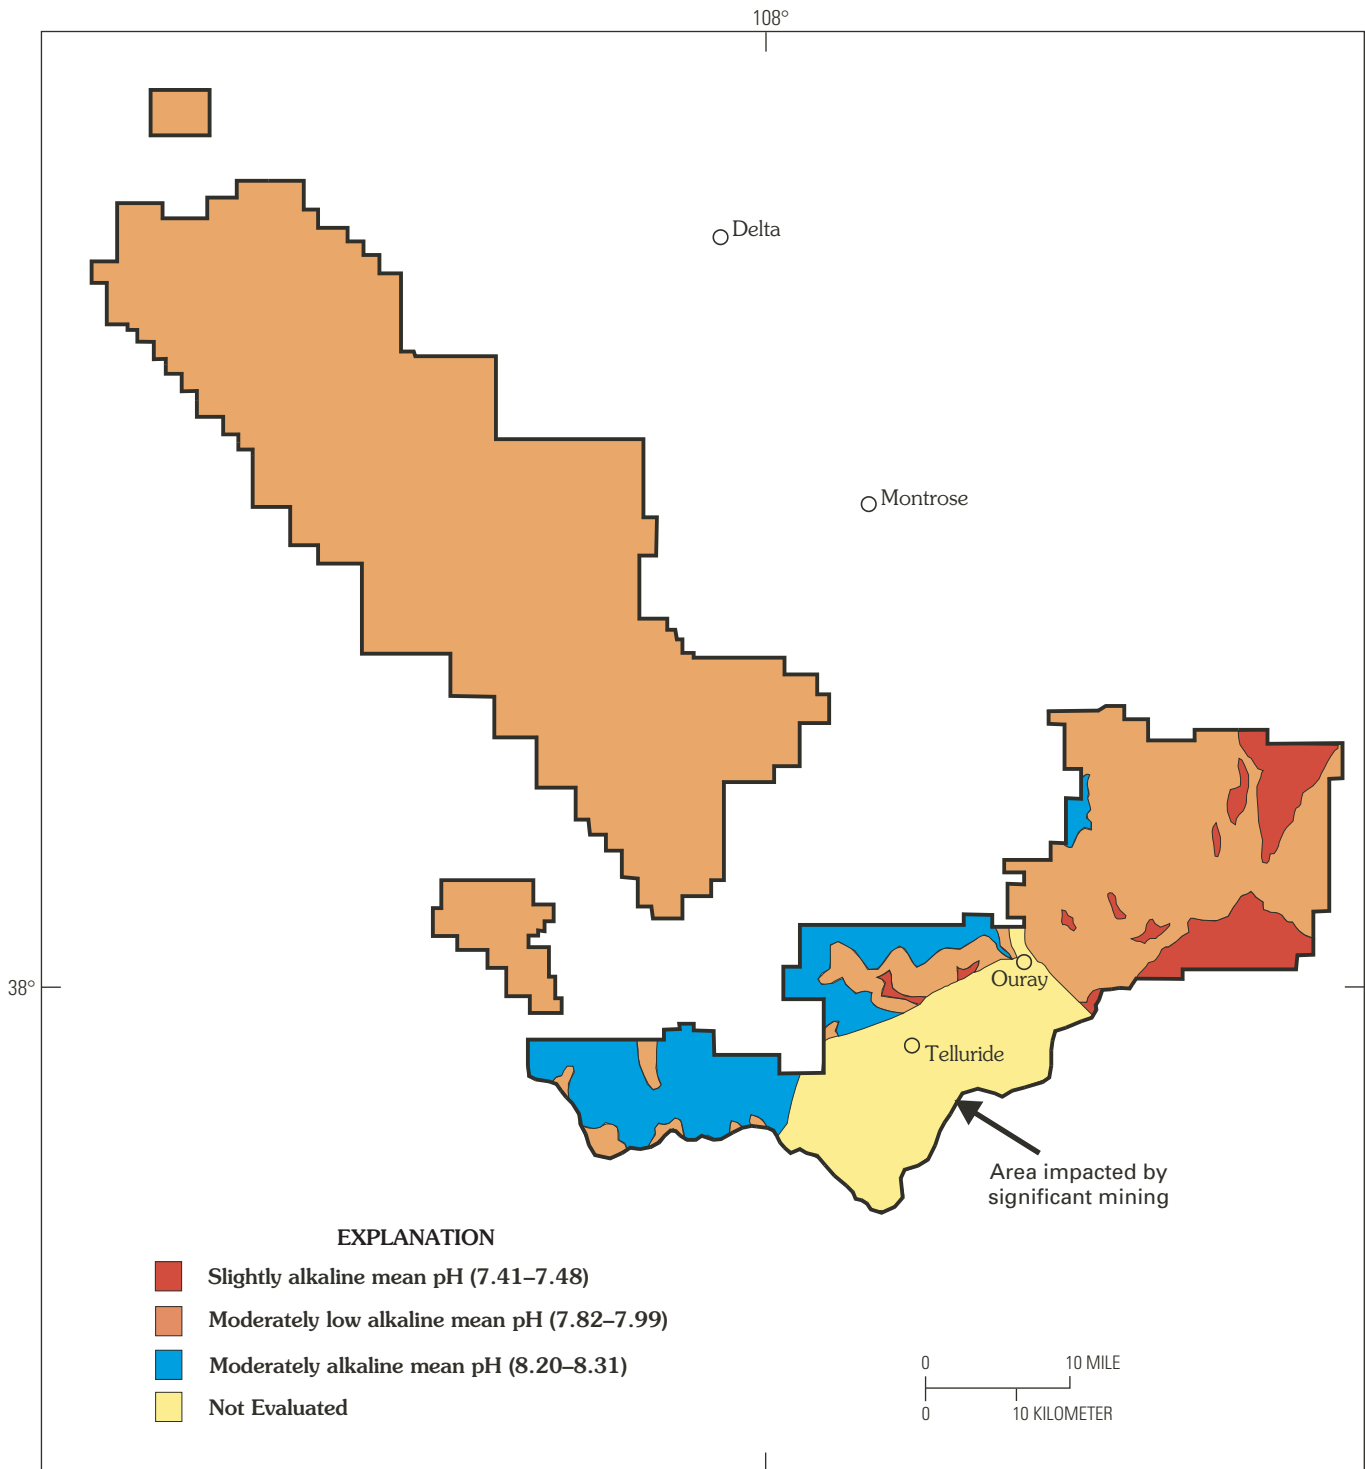 108°
Delta
Montrose
38°
Ouray
Telluride
Area impacted by
significant mining
EXPLANATION
Slightly alkaline mean pH (7.41–7.48)
Moderately low alkaline mean pH (7.82–7.99)
Moderately alkaline mean pH (8.20–8.31)
Not Evaluated
0 10 MILE
0 10 KILOMETER